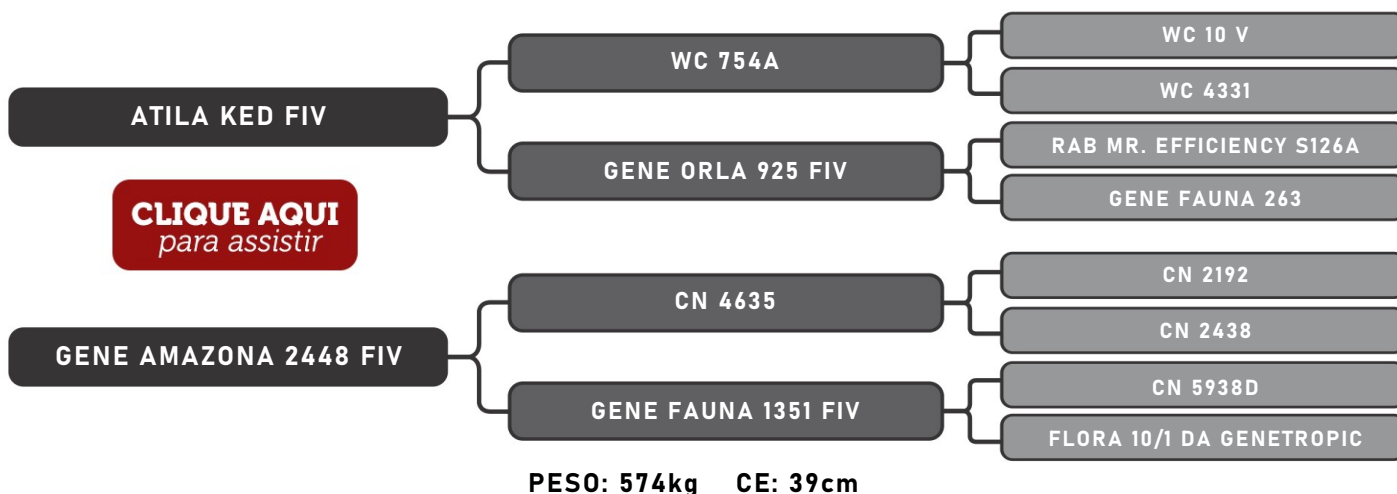 ATILA KED FIV
WC 754A
WC 10 V
WC 4331
GENE ORLA 925 FIV
RAB MR. EFFICIENCY S126A
GENE FAUNA 263
CLIQUE AQUI
para assistir
GENE AMAZONA 2448 FIV
CN 4635
CN 2192
CN 2438
GENE FAUNA 1351 FIV
CN 5938D
FLORA 10/1 DA GENETROPIC
PESO: 574kg CE: 39cm